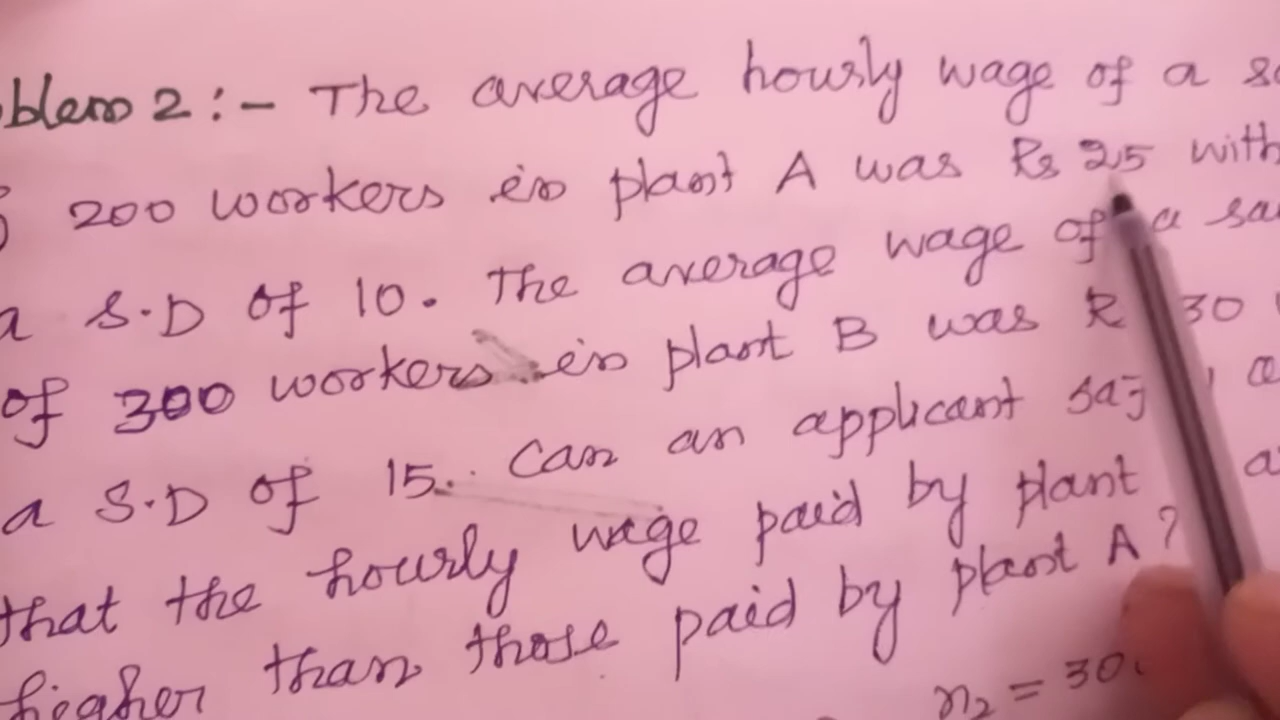 blem 2:- The average hourly wage of a
200 workers in plant A was Rs 25 with
a S.D of 10. The average wage of a
of 300 workers in plant B was 30
a S.D of 15. Can an applicant
that the hourly wage paid by plant
higher than those paid by plant A?
n₂ = 30